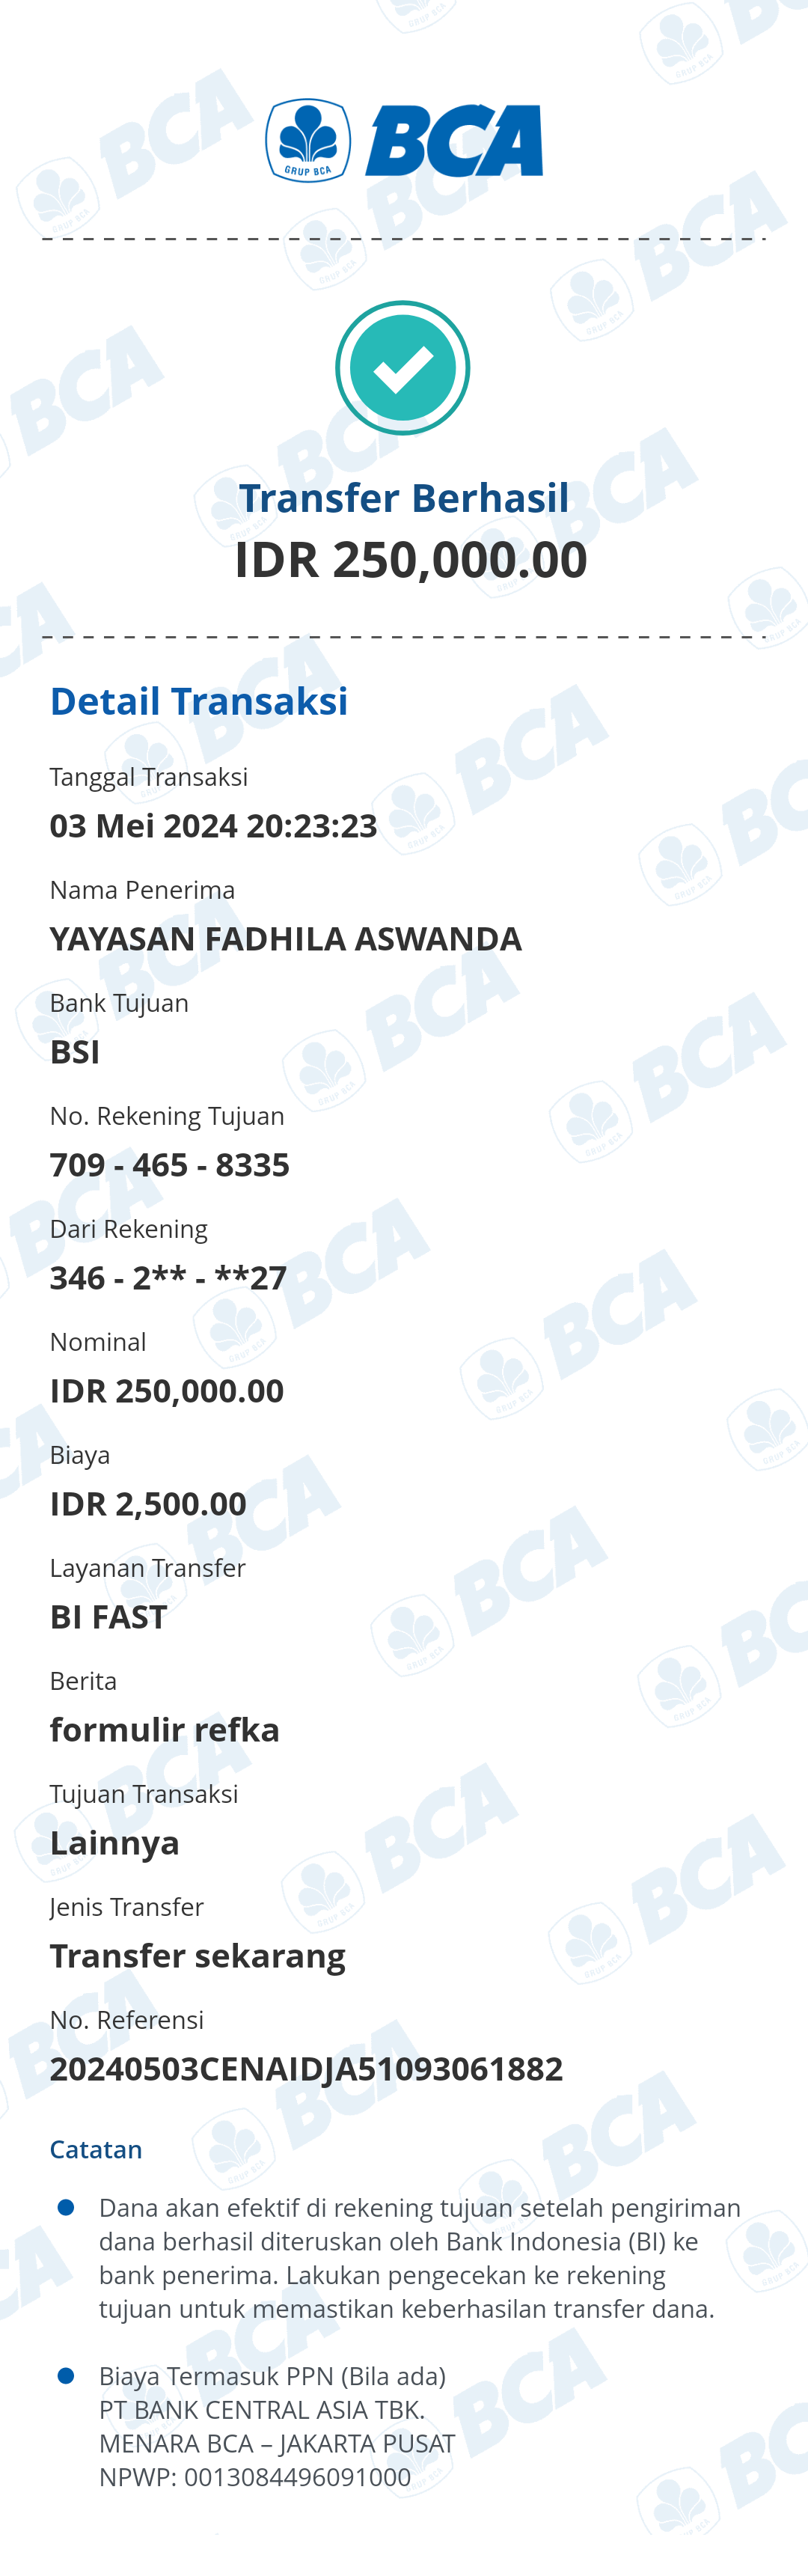 GRUP BCA
BCA
Transfer Berhasil
IDR 250,000.00
Detail Transaksi
Tanggal Transaksi
03 Mei 2024 20:23:23
Nama Penerima
YAYASAN FADHILA ASWANDA
Bank Tujuan
BSI
No. Rekening Tujuan
709 - 465 - 8335
Dari Rekening
346 - 2** - **27
Nominal
IDR 250,000.00
Biaya
IDR 2,500.00
Layanan Transfer
BI FAST
Berita
formulir refka
Tujuan Transaksi
Lainnya
Jenis Transfer
Transfer sekarang
No. Referensi
20240503CENAIDJA51093061882
Catatan
Dana akan efektif di rekening tujuan setelah pengiriman
dana berhasil diteruskan oleh Bank Indonesia (BI) ke
bank penerima. Lakukan pengecekan ke rekening
tujuan untuk memastikan keberhasilan transfer dana.
Biaya Termasuk PPN (Bila ada)
PT BANK CENTRAL ASIA TBK.
MENARA BCA – JAKARTA PUSAT
NPWP: 0013084496091000